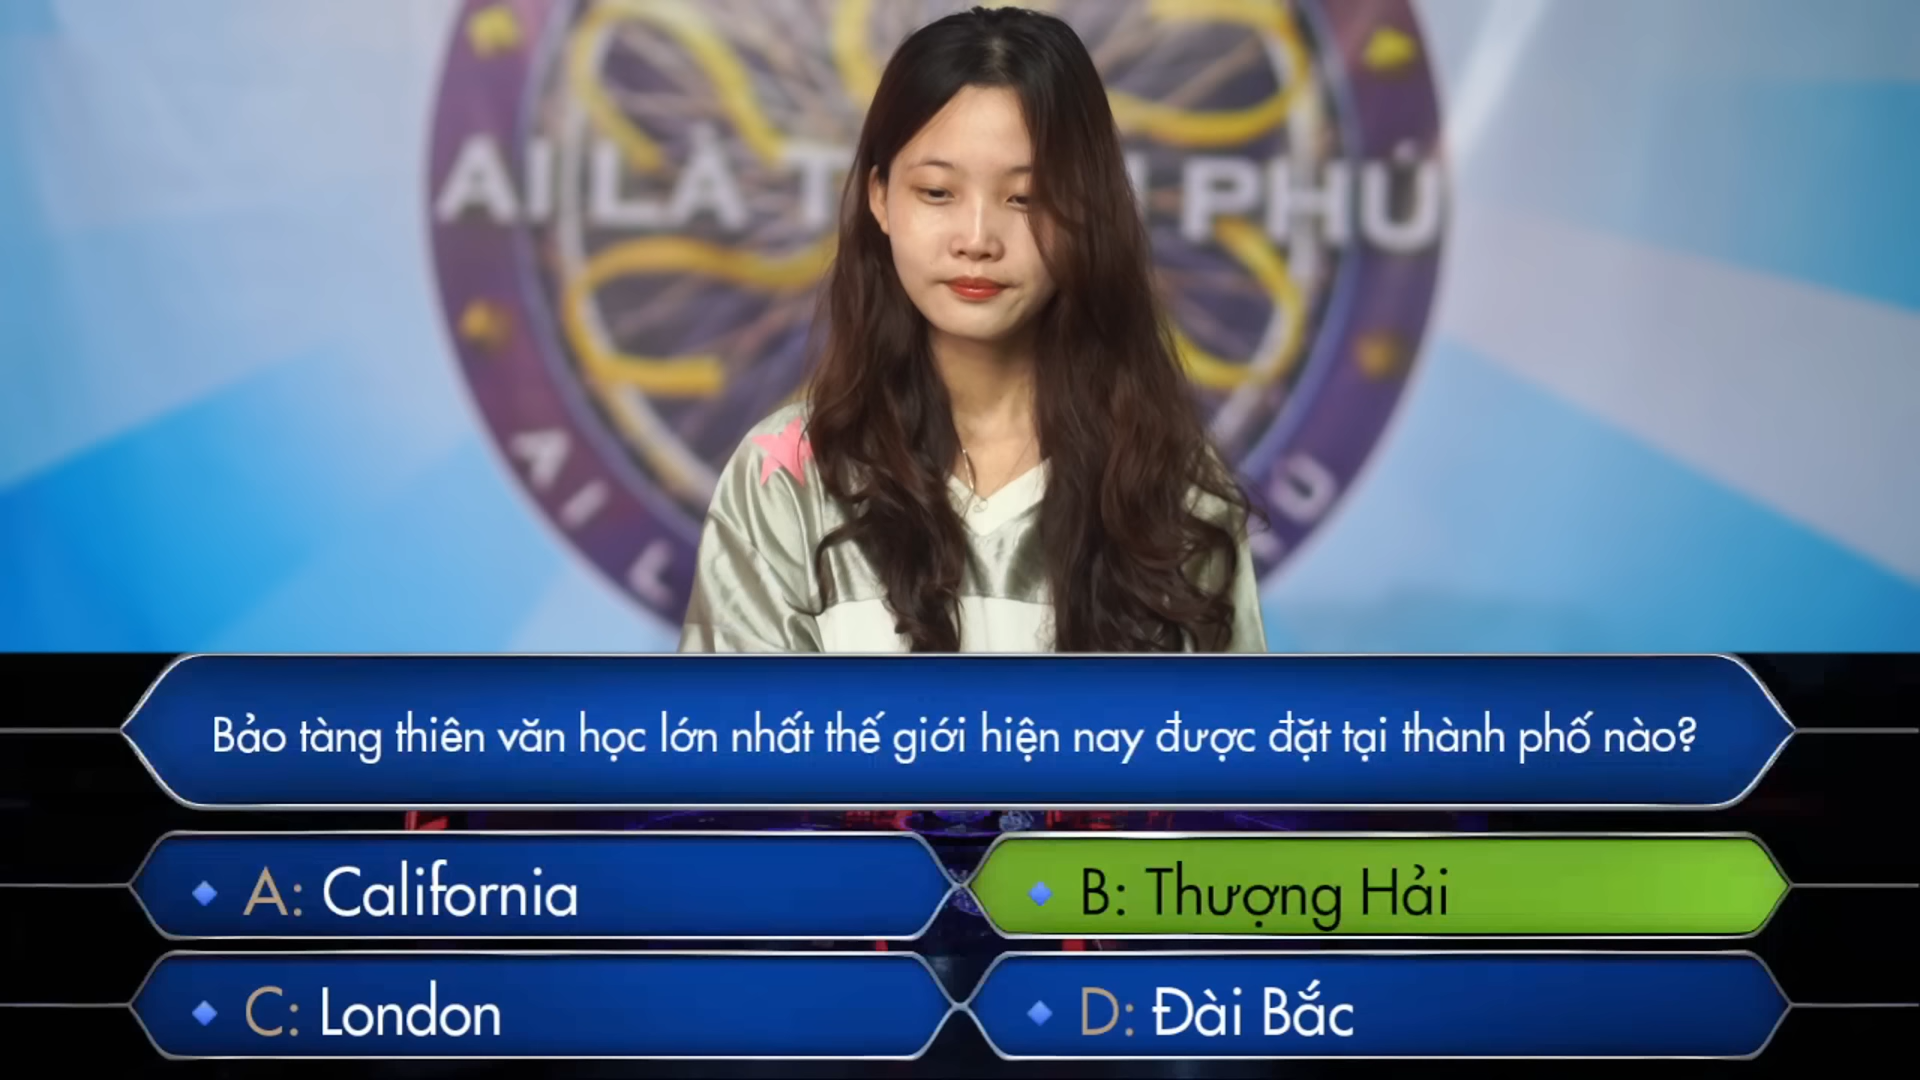 AI LÀ T PHÚ
AI L
Bảo tàng thiên văn học lớn nhất thế giới hiện nay được đặt tại thành phố nào?
A: California
B: Thượng Hải
C: London
D: Đài Bắc